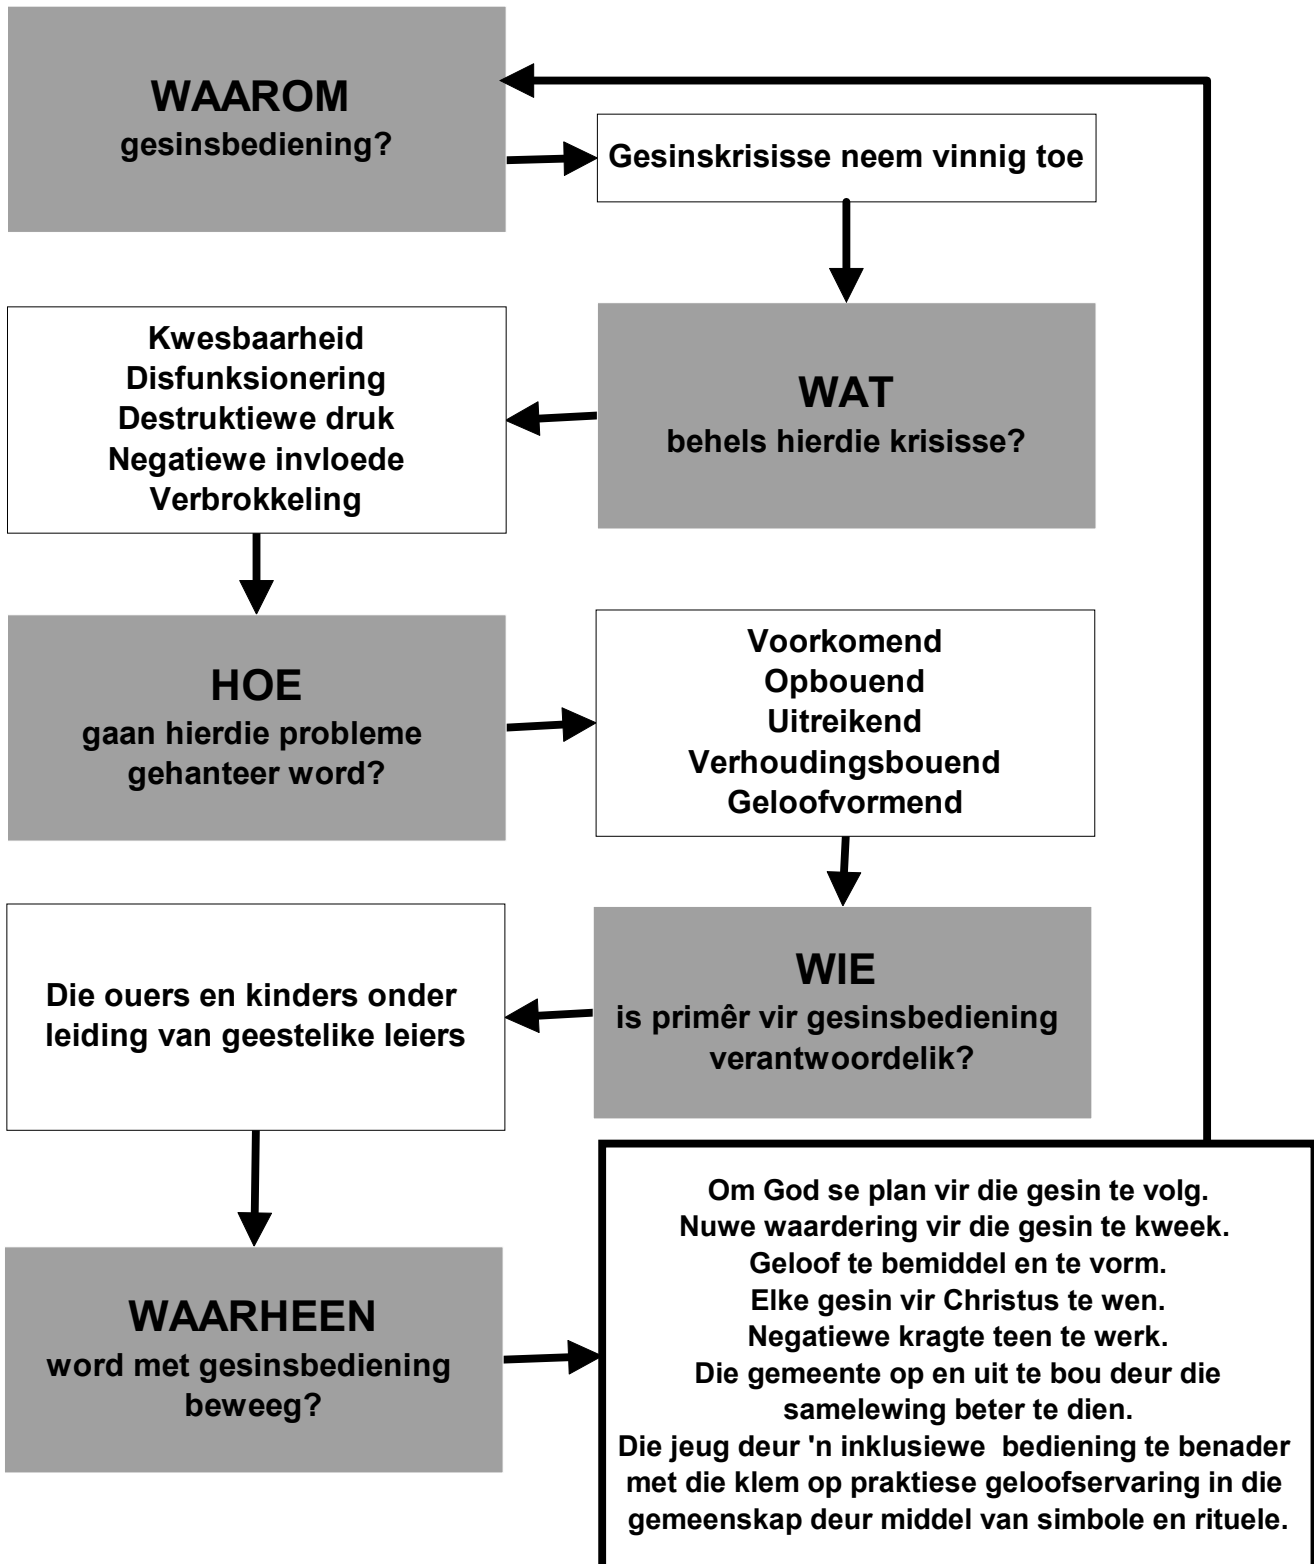 WAAROM
gesinsbediening?
Gesinskrisisse neem vinnig toe
WAT
behels hierdie krisisse?
Kwesbaarheid
Disfunksionering
Destruktiewe druk
Negatiewe invloede
Verbrokkeling
HOE
gaan hierdie probleme
gehanteer word?
Voorkomend
Opbouend
Uitreikend
Verhoudingsbouend
Geloofvormend
WIE
is primêr vir gesinsbediening
verantwoordelik?
Die ouers en kinders onder
leiding van geestelike leiers
WAARHEEN
word met gesinsbediening
beweeg?
Om God se plan vir die gesin te volg.
Nuwe waardering vir die gesin te kweek.
Geloof te bemiddel en te vorm.
Elke gesin vir Christus te wen.
Negatiewe kragte teen te werk.
Die gemeente op en uit te bou deur die
samelewing beter te dien.
Die jeug deur 'n inklusiewe bediening te benader
met die klem op praktiese geloofservaring in die
gemeenskap deur middel van simbole en rituele.